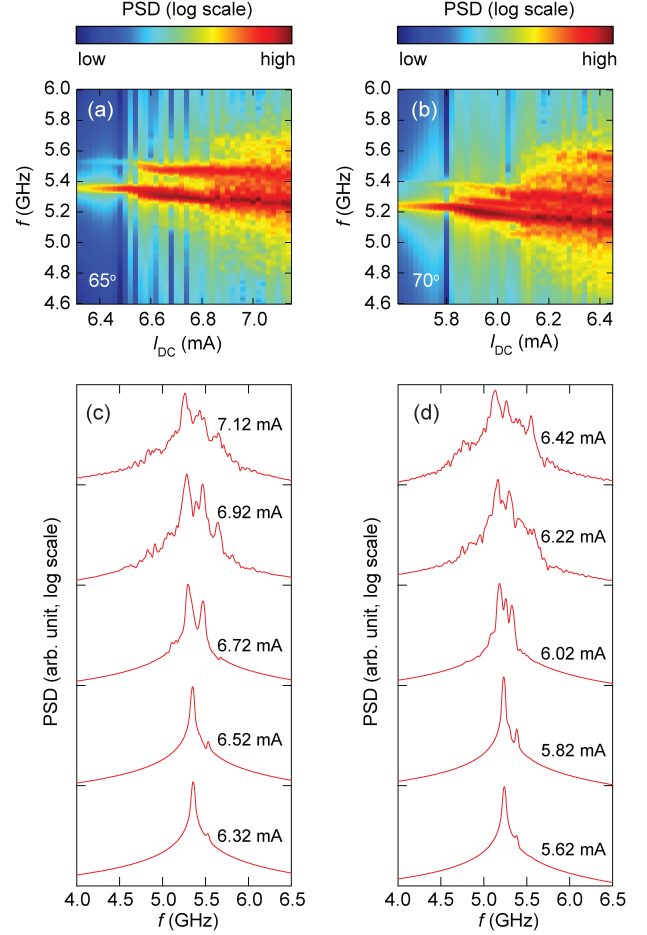 PSD (log scale) PSD (log scale)
low high low high
(a) (b)
6.0 5.8 5.6 5.4 5.2 5.0 4.8 4.6
6.0 5.8 5.6 5.4 5.2 5.0 4.8 4.6
f (GHz) f (GHz)
65° 70°
6.4 6.6 6.8 7.0 5.8 6.0 6.2 6.4
I_DC (mA) I_DC (mA)
(c) (d)
7.12 mA 6.42 mA
6.92 mA 6.22 mA
6.72 mA 6.02 mA
6.52 mA 5.82 mA
6.32 mA 5.62 mA
PSD (arb. unit, log scale) PSD (arb. unit, log scale)
4.0 4.5 5.0 5.5 6.0 6.5 4.0 4.5 5.0 5.5 6.0 6.5
f (GHz) f (GHz)